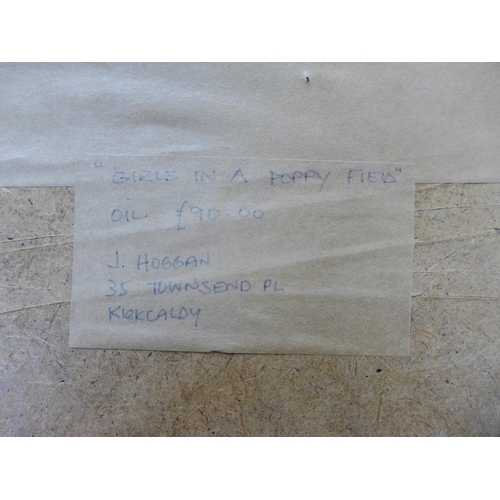 "GIRLS IN A POPPY FIELD"
OIL £90.00
J. HOGGAN
35 TOWNSEND PL
KIRKCALDY